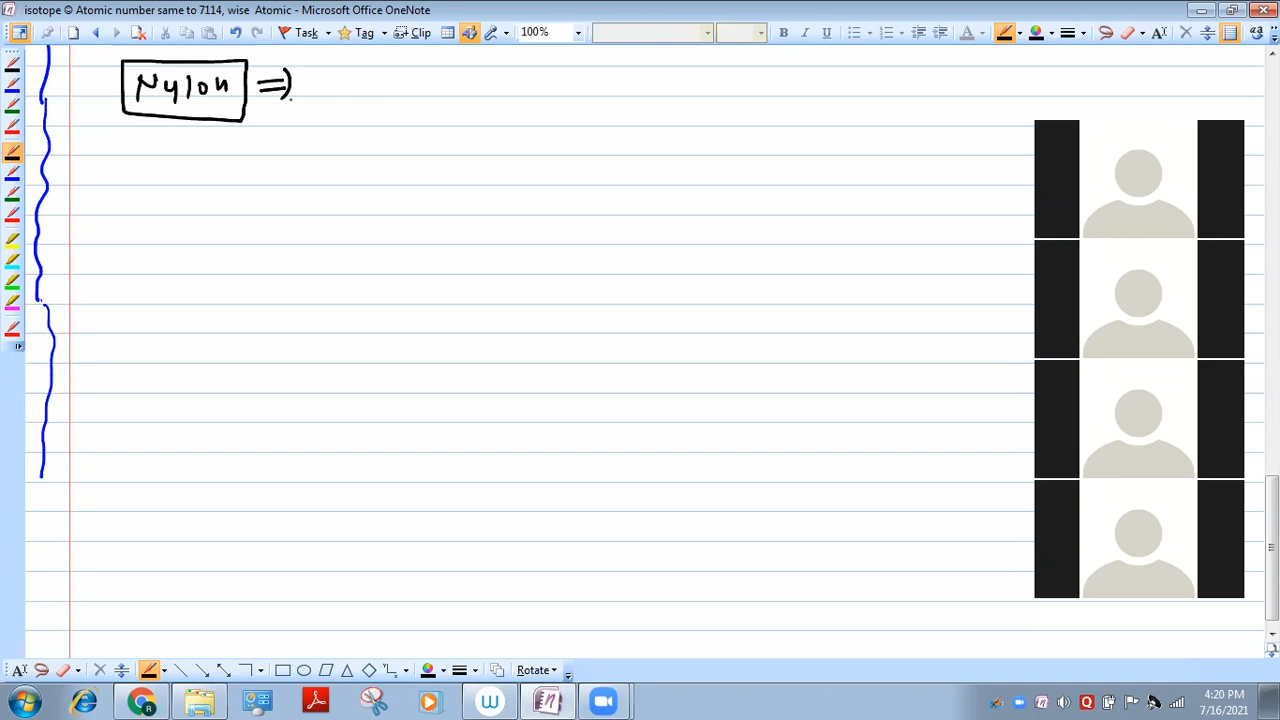 isotope © Atomic number same to 7114, wise Atomic - Microsoft Office OneNote
Task Tag Clip 100% B I U A
Nylon ⇒
A Rotate
4:20 PM
7/16/2021